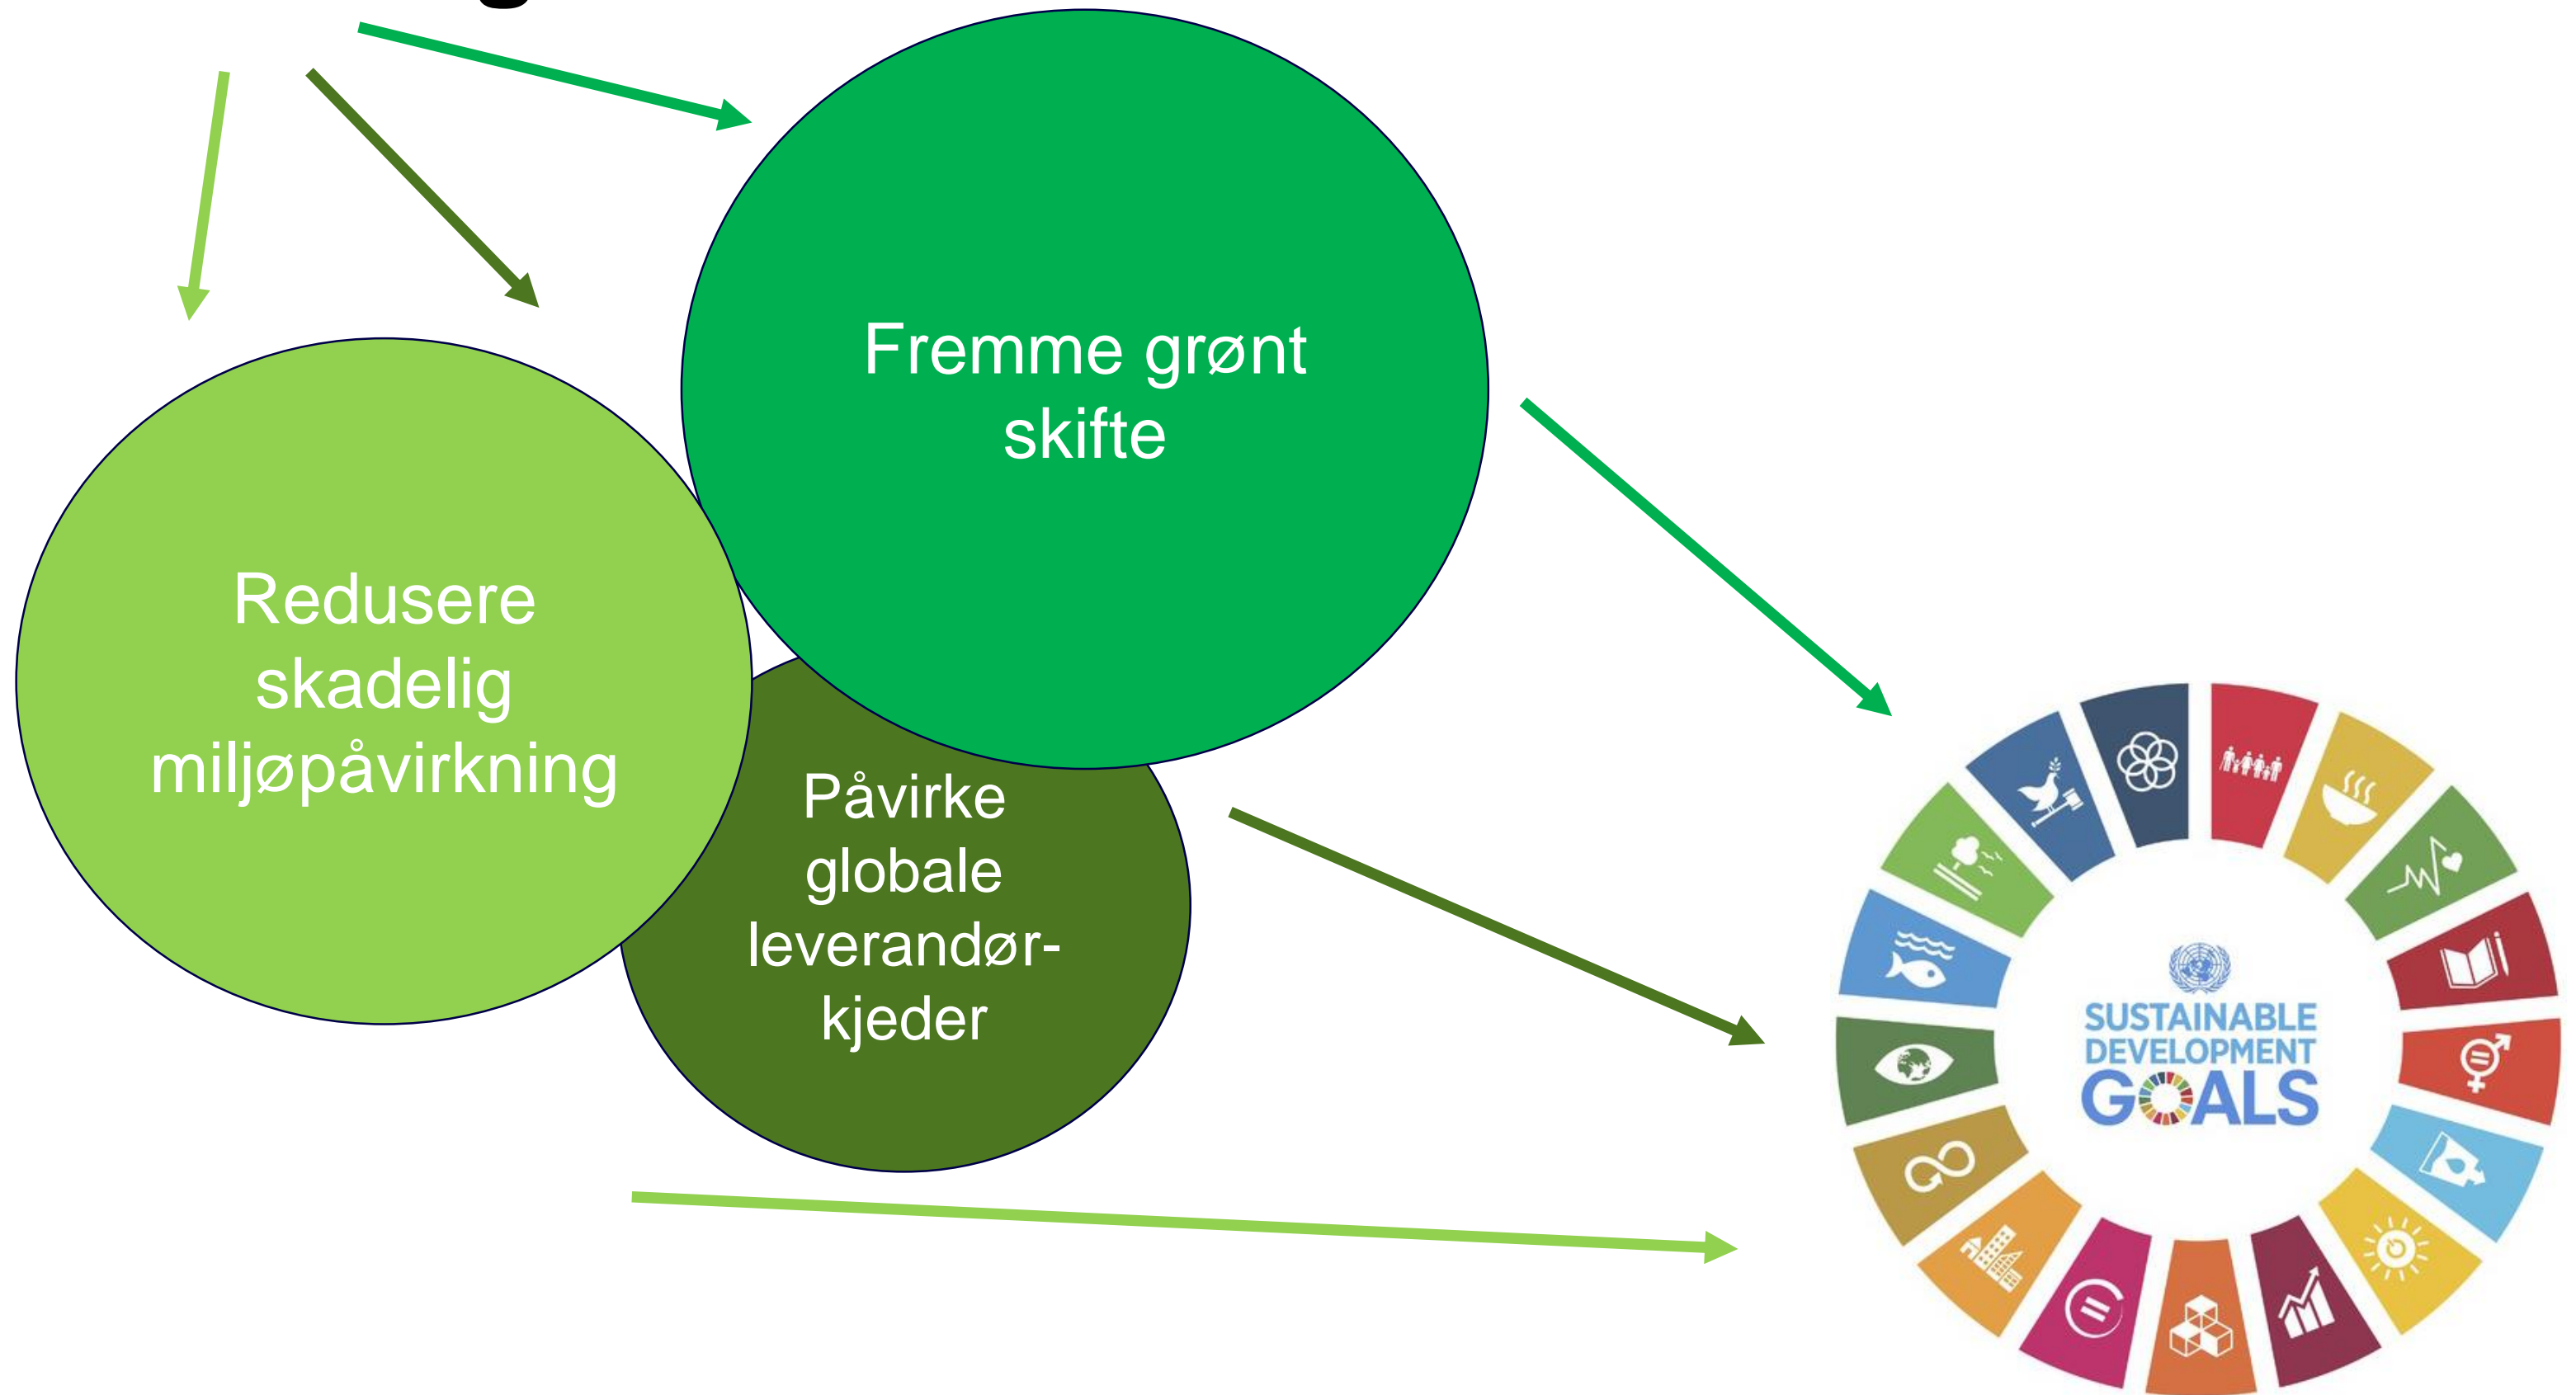 Fremme grønt
skifte
Redusere
skadelig
miljøpåvirkning
Påvirke
globale
leverandør-
kjeder
SUSTAINABLE
DEVELOPMENT
GOALS